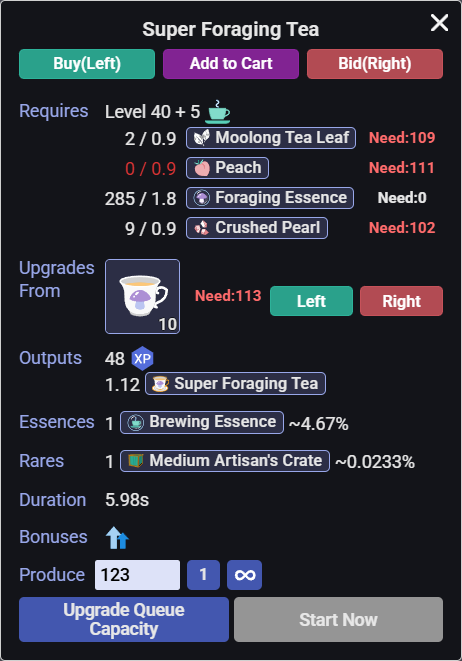 Super Foraging Tea
Buy(Left) Add to Cart Bid(Right)
Requires Level 40 + 5
2 / 0.9 Moolong Tea Leaf Need:109
0 / 0.9 Peach Need:111
285 / 1.8 Foraging Essence Need:0
9 / 0.9 Crushed Pearl Need:102
Upgrades
From
10
Need:113 Left Right
Outputs 48 XP
1.12 Super Foraging Tea
Essences 1 Brewing Essence ~4.67%
Rares 1 Medium Artisan's Crate ~0.0233%
Duration 5.98s
Bonuses
Produce 123 1 ∞
Upgrade Queue
Capacity
Start Now